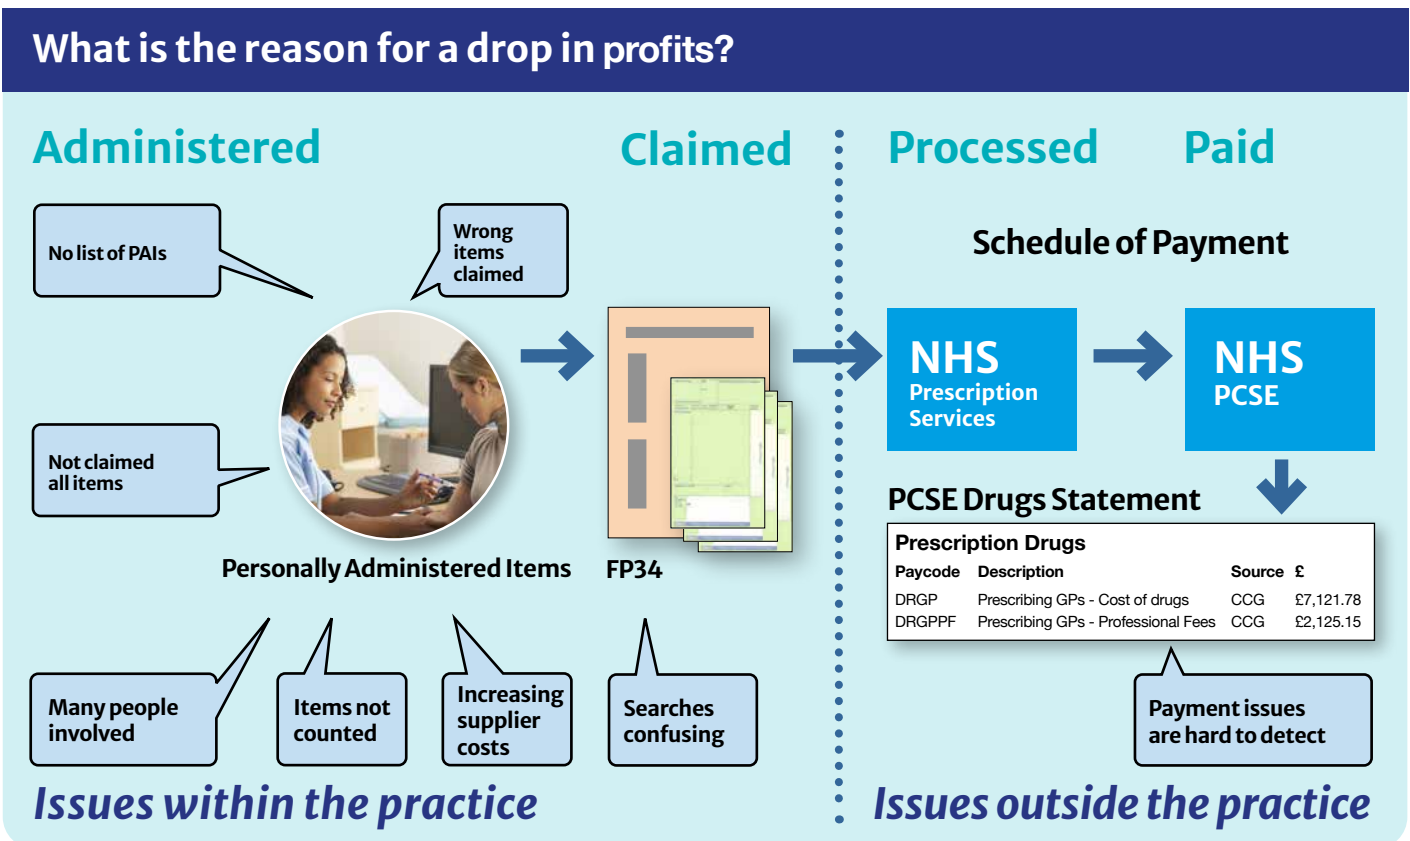 What is the reason for a drop in profits?
Administered
Claimed
Processed
Paid
No list of PAIs
Wrong
items
claimed
Schedule of Payment
NHS
Prescription
Services
NHS
PCSE
Not claimed
all items
PCSE Drugs Statement
Prescription Drugs
Paycode Description Source £
DRGP Prescribing GPs - Cost of drugs CCG £7,121.78
DRGPPF Prescribing GPs - Professional Fees CCG £2,125.15
Personally Administered Items
FP34
Many people
involved
Items not
counted
Increasing
supplier
costs
Searches
confusing
Payment issues
are hard to detect
Issues within the practice
Issues outside the practice